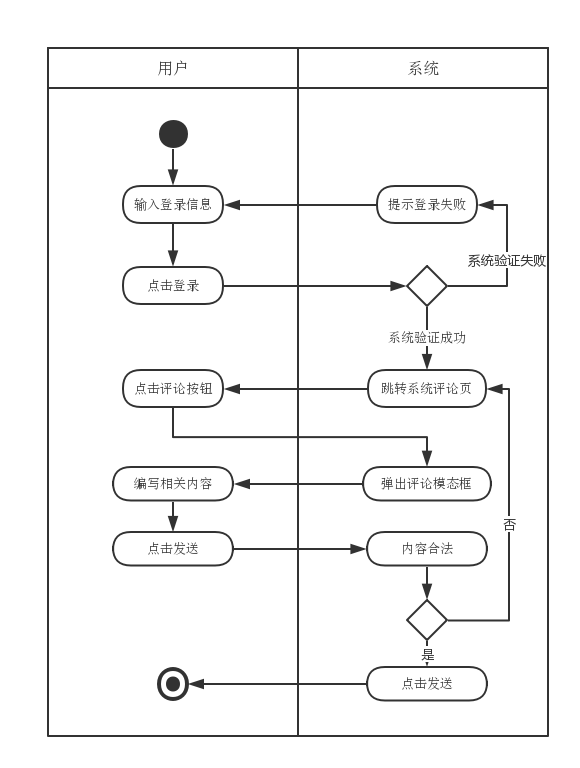 用户
系统
输入登录信息
提示登录失败
系统验证失败
点击登录
系统验证成功
点击评论按钮
跳转系统评论页
编写相关内容
弹出评论模态框
否
点击发送
内容合法
是
点击发送